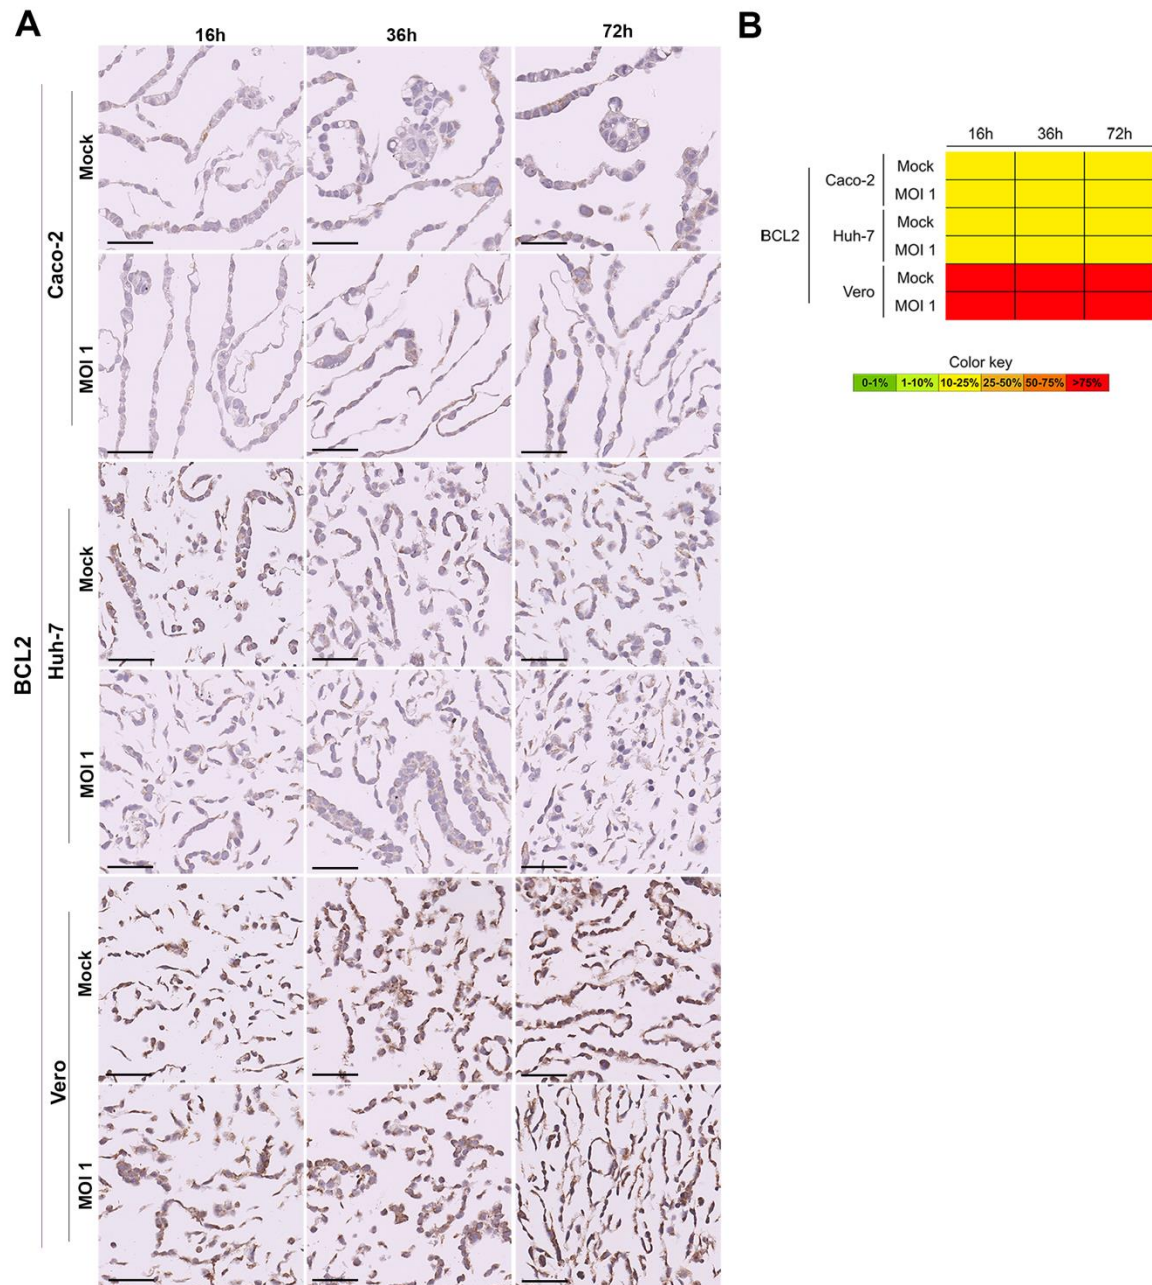 A
16h 36h 72h
BCL2
Caco-2
Mock
MOI 1
Huh-7
Mock
MOI 1
Vero
Mock
MOI 1
B
16h 36h 72h
BCL2
Caco-2
Mock
MOI 1
Huh-7
Mock
MOI 1
Vero
Mock
MOI 1
Color key
0-1% 1-10% 10-25% 25-50% 50-75% >75%